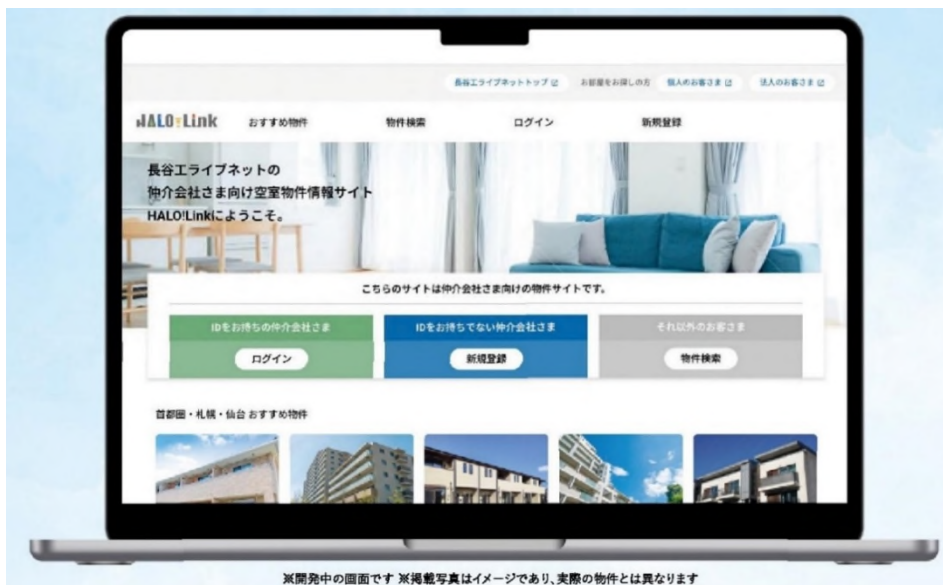 長谷工ライブネットトップ
お部屋をお探しの方
個人のお客さま
法人のお客さま
HALO!Link
おすすめ物件
物件検索
ログイン
新規登録
長谷工ライブネットの
仲介会社さま向け空室物件情報サイト
HALO!Linkにようこそ。
こちらのサイトは仲介会社さま向けの物件サイトです。
IDをお持ちの仲介会社さま
ログイン
IDをお持ちでない仲介会社さま
新規登録
それ以外のお客さま
物件検索
首都圏・札幌・仙台 おすすめ物件
※開発中の画面です ※掲載写真はイメージであり、実際の物件とは異なります